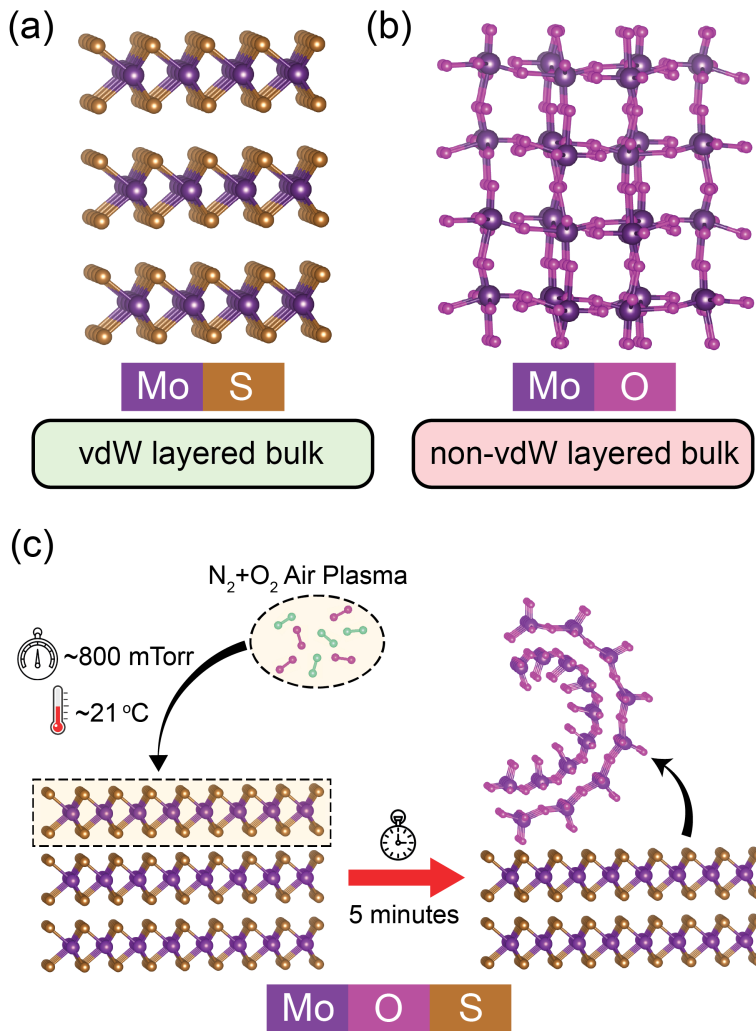 (a)
Mo S
vdW layered bulk
(b)
Mo O
non-vdW layered bulk
(c)
N₂+O₂ Air Plasma
~800 mTorr
~21 °C
5 minutes
Mo O S